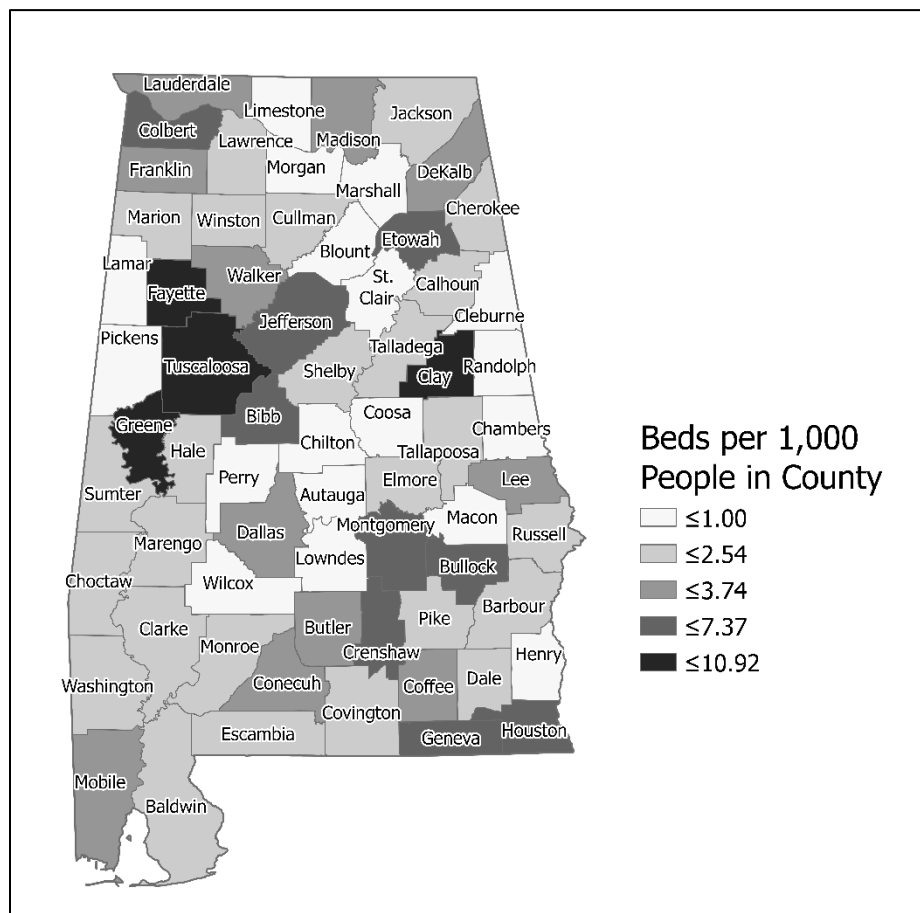 Lauderdale
Limestone
Jackson
Colbert
Lawrence
Madison
Franklin
Morgan
DeKalb
Marshall
Cherokee
Marion
Winston
Cullman
Etowah
Blount
Lamar
Walker
St.
Clair
Calhoun
Fayette
Cleburne
Jefferson
Pickens
Talladega
Tuscaloosa
Shelby
Clay
Randolph
Greene
Bibb
Coosa
Chambers
Hale
Chilton
Tallapoosa
Perry
Elmore
Lee
Sumter
Autauga
Macon
Montgomery
Dallas
Russell
Marengo
Lowndes
Bullock
Choctaw
Wilcox
Barbour
Clarke
Butler
Pike
Monroe
Crenshaw
Henry
Washington
Conecuh
Coffee
Dale
Covington
Escambia
Geneva
Houston
Mobile
Baldwin
Beds per 1,000
People in County
≤1.00
≤2.54
≤3.74
≤7.37
≤10.92